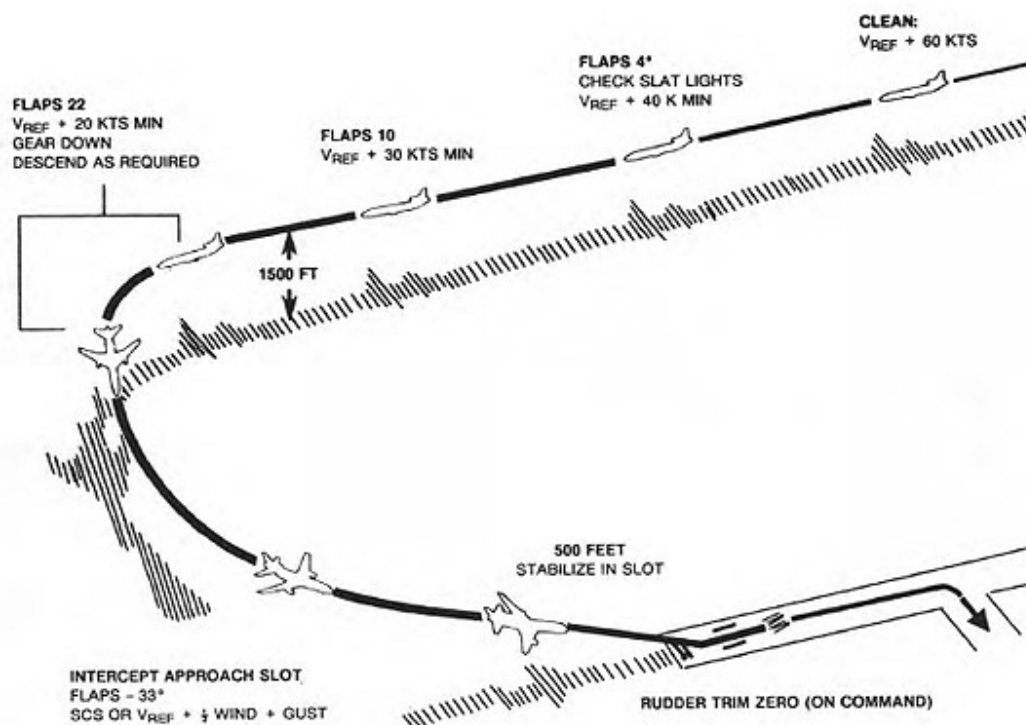 CLEAN:
VREF + 60 KTS
FLAPS 4°
CHECK SLAT LIGHTS
VREF + 40 K MIN
FLAPS 10
VREF + 30 KTS MIN
FLAPS 22
VREF + 20 KTS MIN
GEAR DOWN
DESCEND AS REQUIRED
1500 FT
500 FEET
STABILIZE IN SLOT
INTERCEPT APPROACH SLOT
FLAPS – 33°
SCS OR VREF + ½ WIND + GUST
RUDDER TRIM ZERO (ON COMMAND)